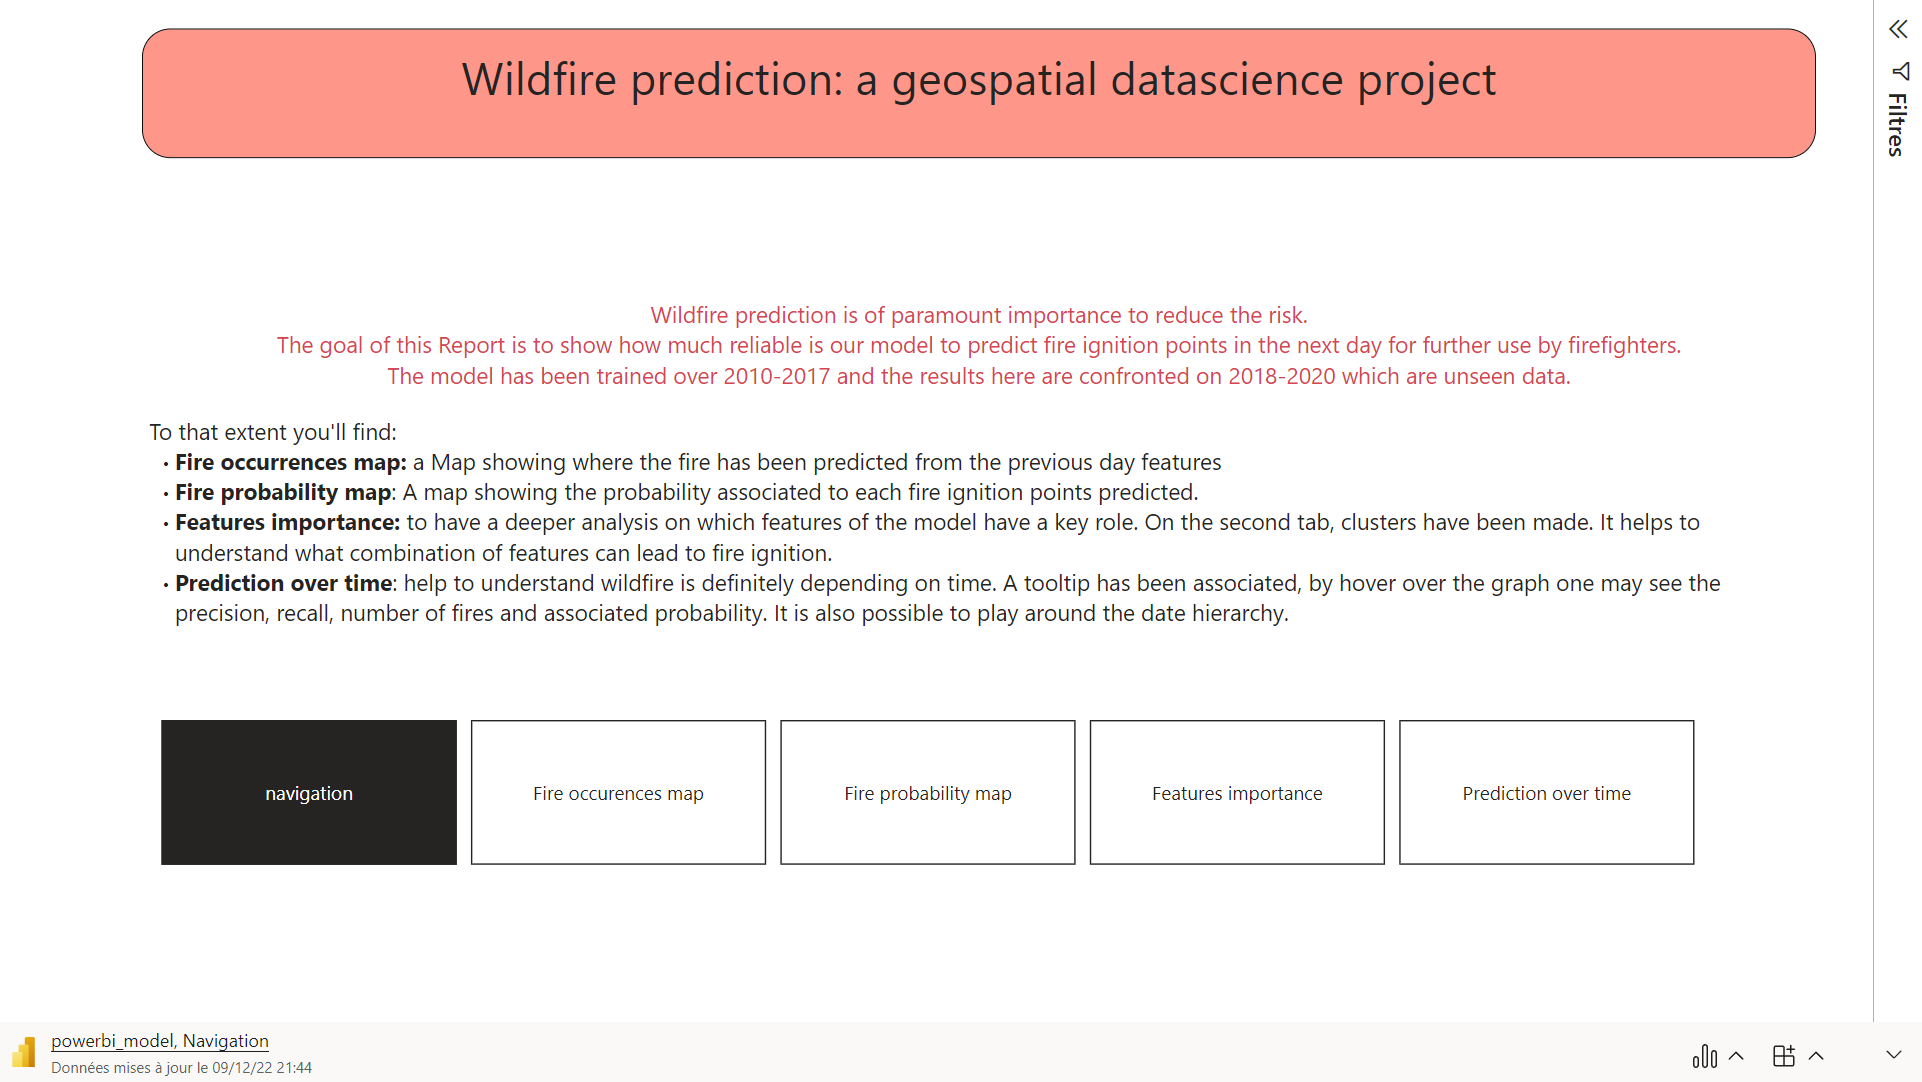 Wildfire prediction: a geospatial datascience project
Filtres
Wildfire prediction is of paramount importance to reduce the risk.
The goal of this Report is to show how much reliable is our model to predict fire ignition points in the next day for further use by firefighters.
The model has been trained over 2010-2017 and the results here are confronted on 2018-2020 which are unseen data.
To that extent you'll find:
• Fire occurrences map: a Map showing where the fire has been predicted from the previous day features
• Fire probability map: A map showing the probability associated to each fire ignition points predicted.
• Features importance: to have a deeper analysis on which features of the model have a key role. On the second tab, clusters have been made. It helps to
understand what combination of features can lead to fire ignition.
• Prediction over time: help to understand wildfire is definitely depending on time. A tooltip has been associated, by hover over the graph one may see the
precision, recall, number of fires and associated probability. It is also possible to play around the date hierarchy.
navigation
Fire occurences map
Fire probability map
Features importance
Prediction over time
powerbi_model, Navigation
Données mises à jour le 09/12/22 21:44